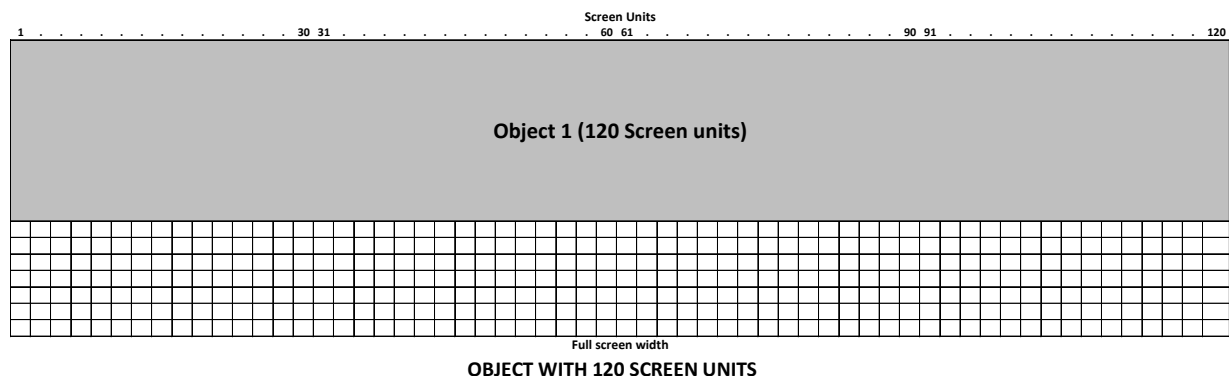 Screen Units
1 . . . . . . . . . . . . . 30 31 . . . . . . . . . . . . . 60 61 . . . . . . . . . . . . . 90 91 . . . . . . . . . . . . . 120
Object 1 (120 Screen units)
Full screen width
OBJECT WITH 120 SCREEN UNITS